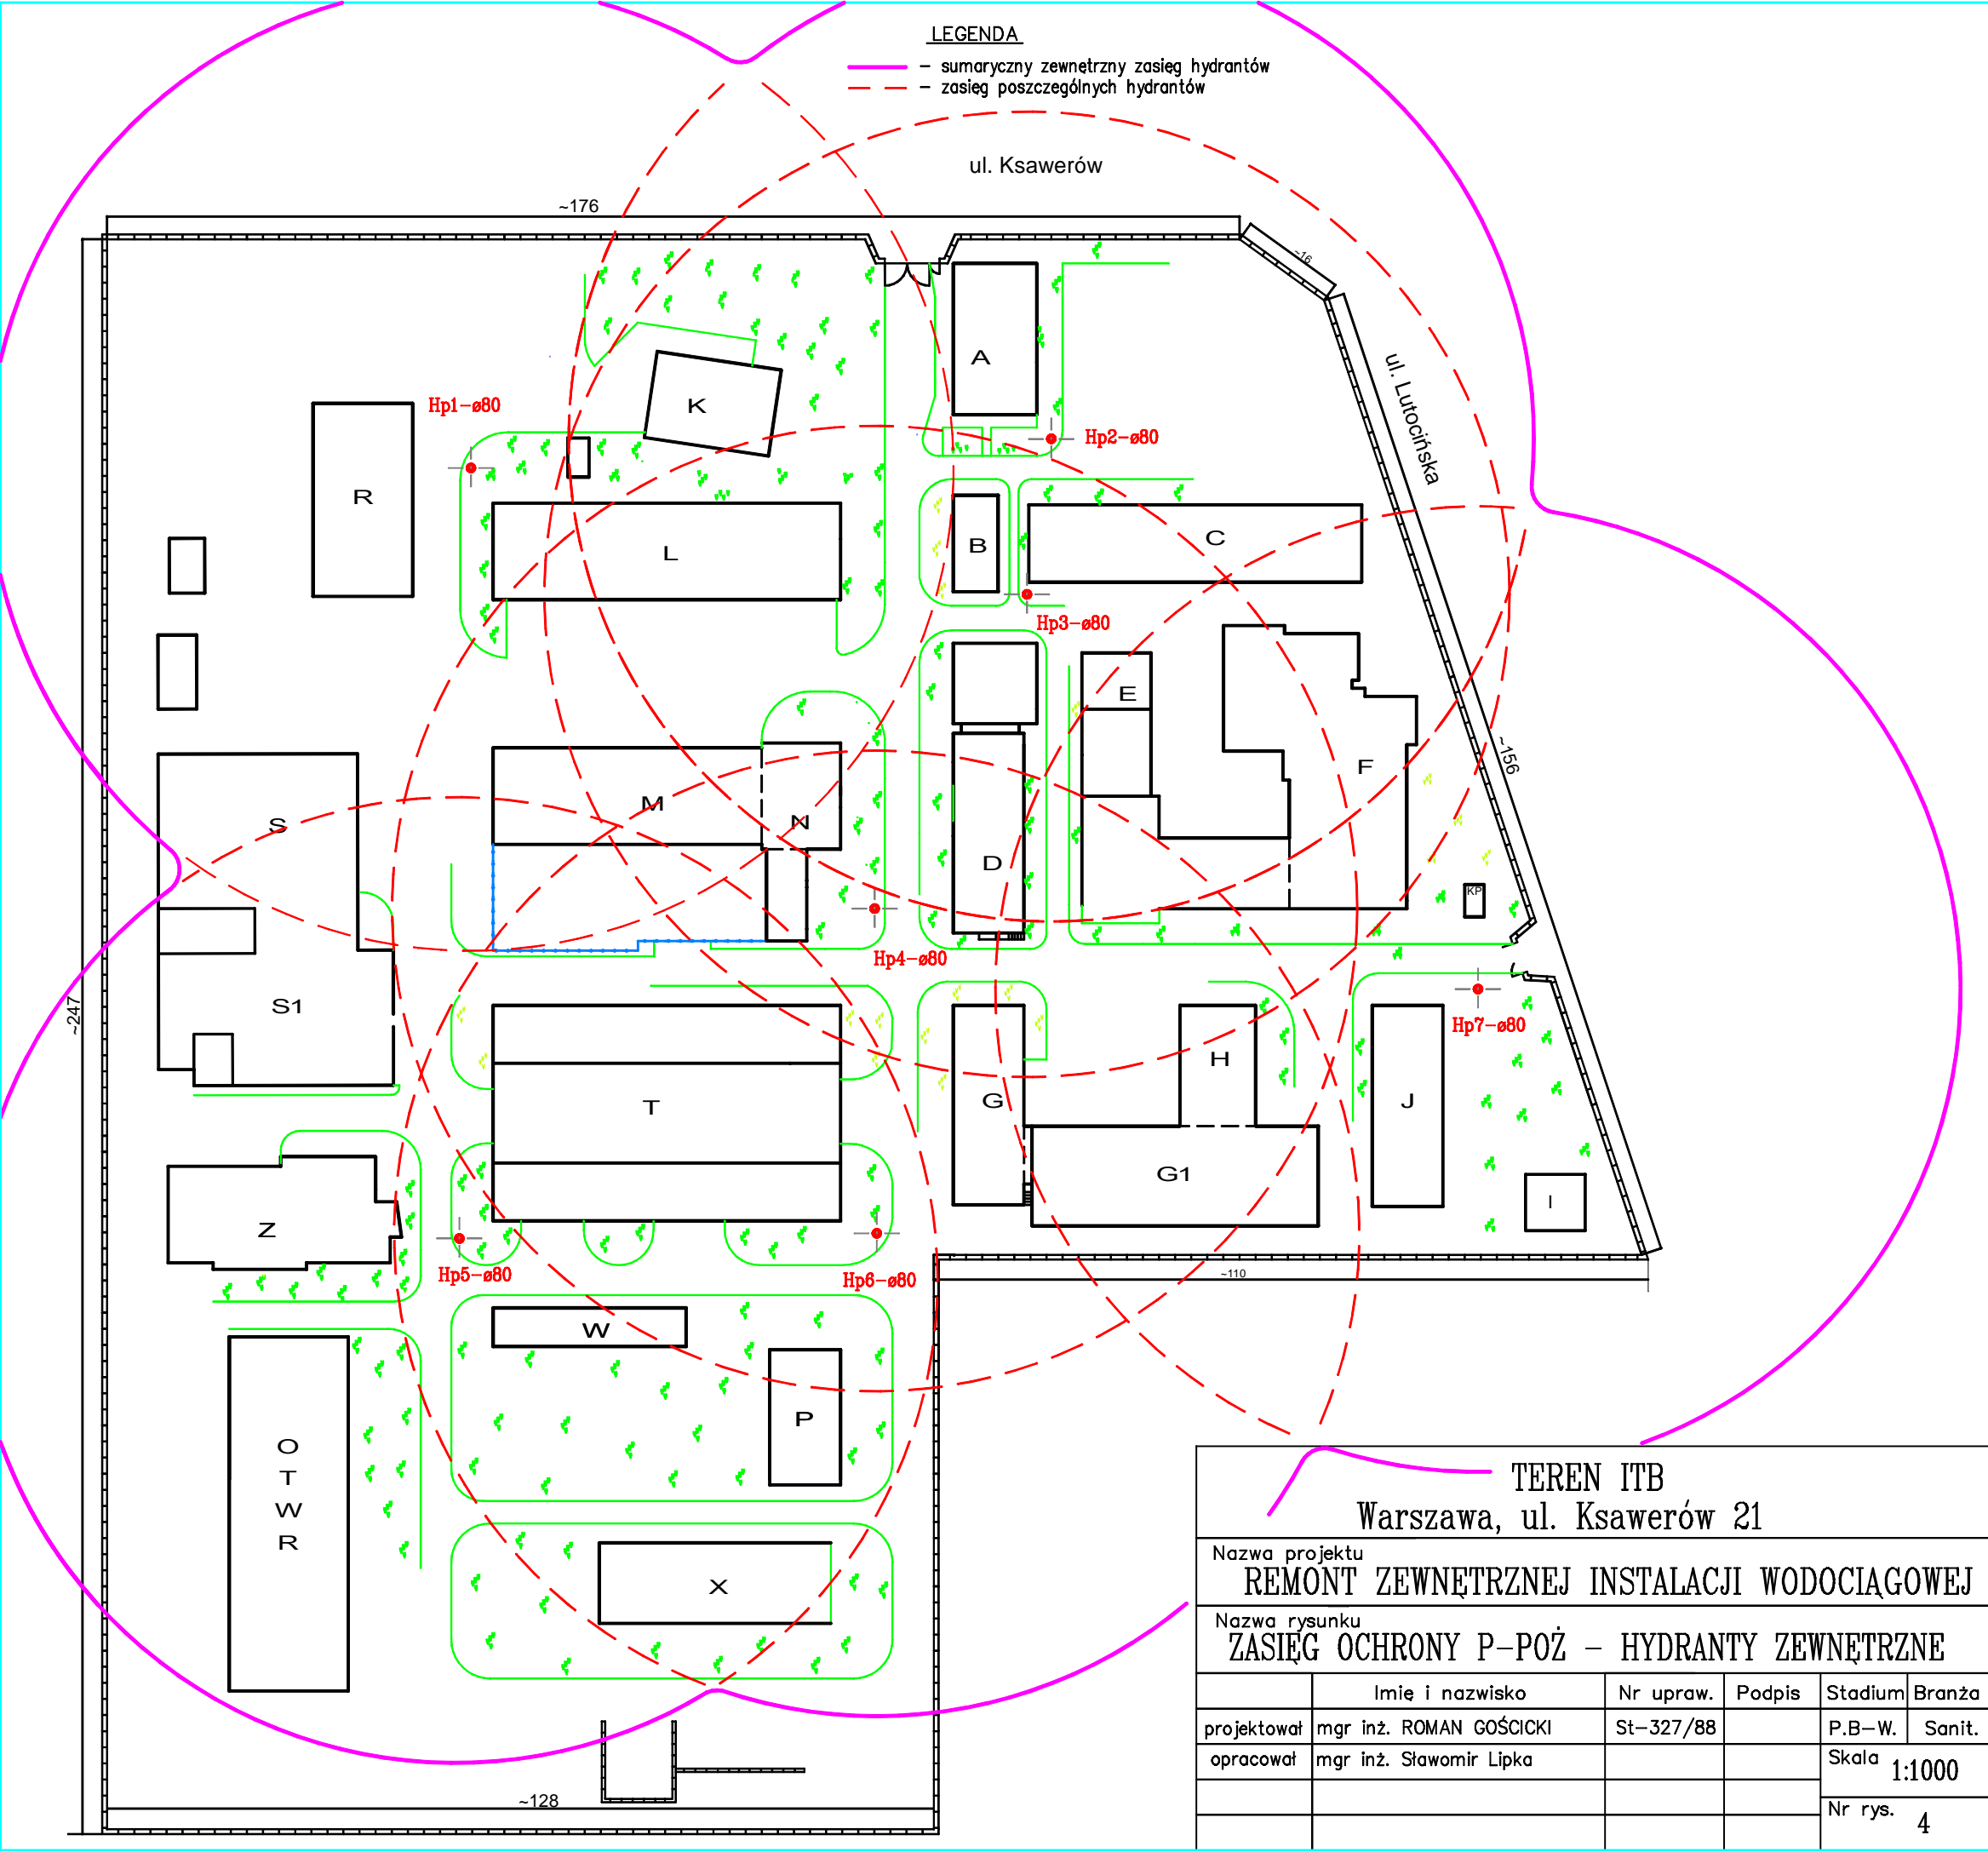 LEGENDA
– sumaryczny zewnętrzny zasięg hydrantów
– zasięg poszczególnych hydrantów
ul. Ksawerów
~176
~16
ul. Lutocińska
A
K
Hp1-ø80
Hp2-ø80
R
L
B
C
Hp3-ø80
E
~156
F
S
M
N
D
KP
Hp4-ø80
~247
S1
Hp7-ø80
T
G
H
J
G1
Z
I
Hp5-ø80
Hp6-ø80
~110
W
P
O
T
W
R
X
~128
TEREN ITB
Warszawa, ul. Ksawerów 21
Nazwa projektu
REMONT ZEWNĘTRZNEJ INSTALACJI WODOCIĄGOWEJ
Nazwa rysunku
ZASIĘG OCHRONY P-POŻ – HYDRANTY ZEWNĘTRZNE
Imię i nazwisko Nr upraw. Podpis Stadium Branża
projektował mgr inż. ROMAN GOŚCICKI St-327/88 P.B-W. Sanit.
opracował mgr inż. Sławomir Lipka Skala 1:1000
Nr rys. 4